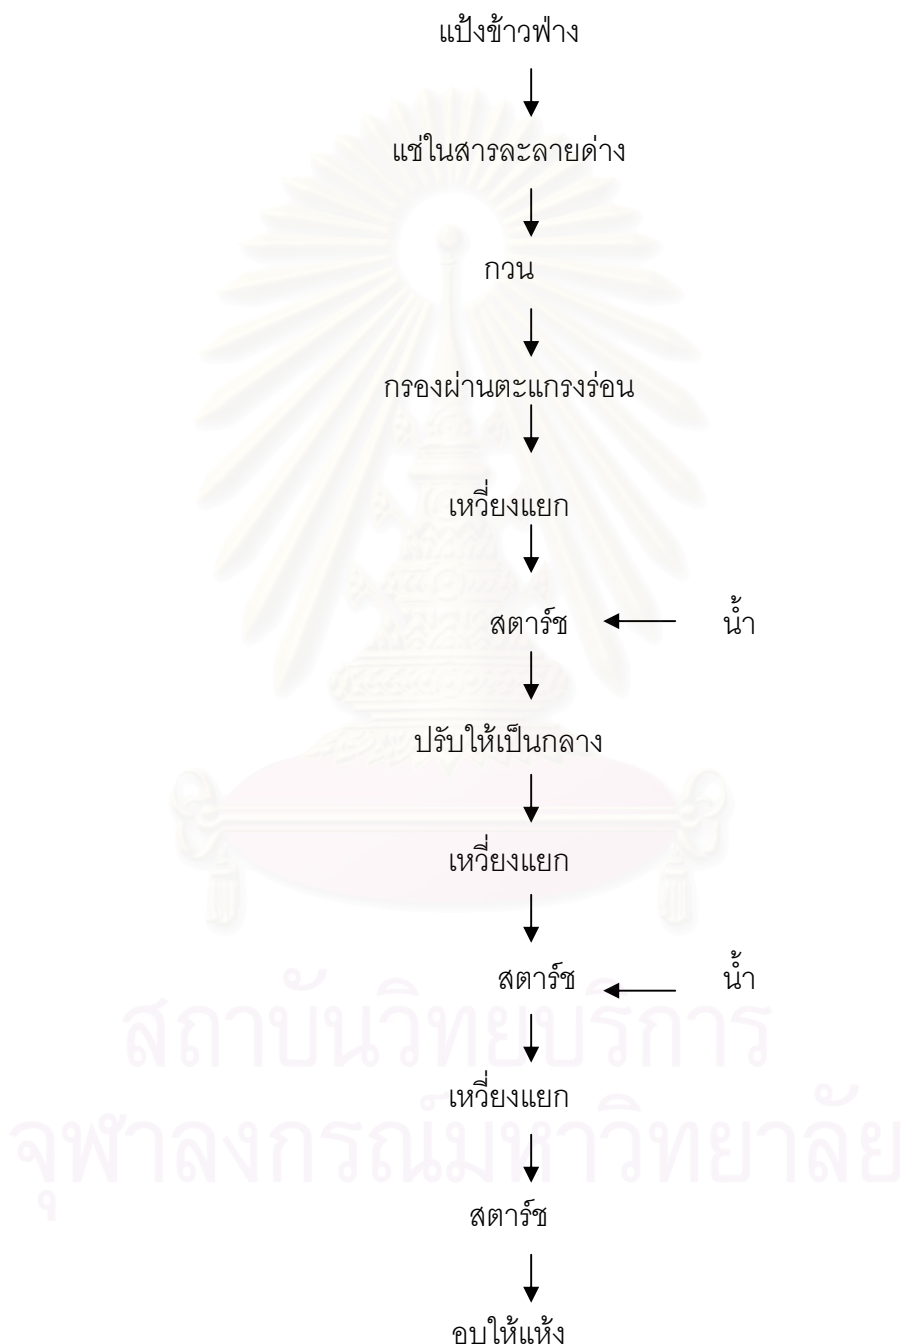 แป้งข้าวฟ่าง
แช่ในสารละลายด่าง
กวน
กรองผ่านตะแกรงร่อน
เหวี่ยงแยก
สตาร์ช น้ำ
ปรับให้เป็นกลาง
เหวี่ยงแยก
สตาร์ช น้ำ
สถาบันวิทยบริการ
เหวี่ยงแยก
จุฬาลงกรณ์มหาวิทยาลัย
สตาร์ช
อบให้แห้ง